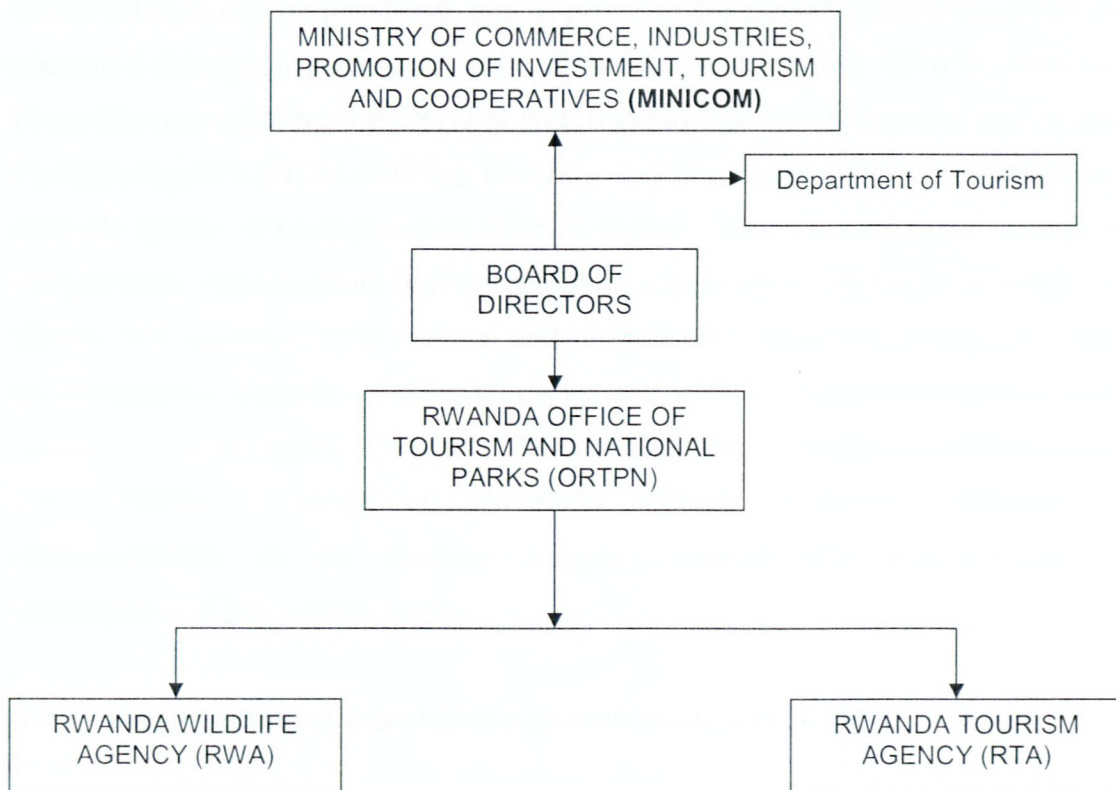 MINISTRY OF COMMERCE, INDUSTRIES,
PROMOTION OF INVESTMENT, TOURISM
AND COOPERATIVES (MINICOM)
Department of Tourism
BOARD OF
DIRECTORS
RWANDA OFFICE OF
TOURISM AND NATIONAL
PARKS (ORTPN)
RWANDA WILDLIFE
AGENCY (RWA)
RWANDA TOURISM
AGENCY (RTA)